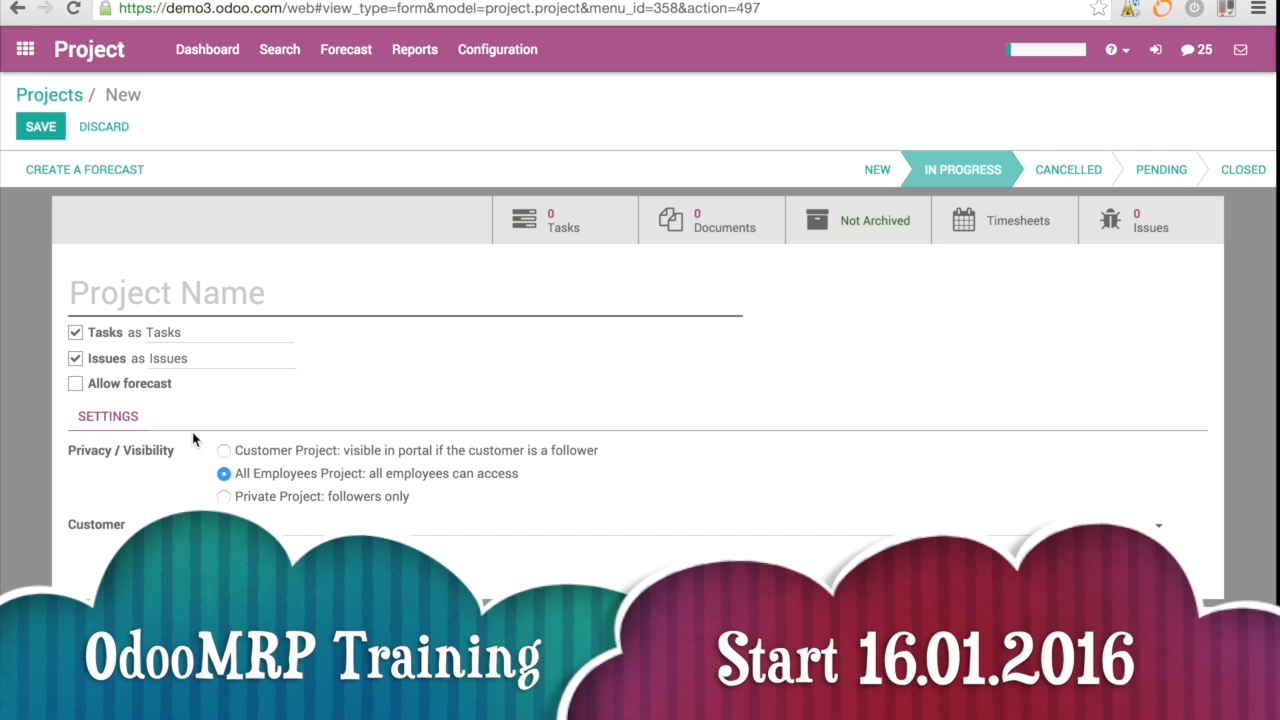 https://demo3.odoo.com/web#view_type=form&model=project.project&menu_id=358&action=497
Project Dashboard Search Forecast Reports Configuration 25
Projects / New
SAVE DISCARD
CREATE A FORECAST NEW IN PROGRESS CANCELLED PENDING CLOSED
0 Tasks 0 Documents Not Archived Timesheets 0 Issues
Project Name
Tasks as Tasks
Issues as Issues
Allow forecast
SETTINGS
Privacy / Visibility Customer Project: visible in portal if the customer is a follower
All Employees Project: all employees can access
Private Project: followers only
Customer
OdooMRP Training Start 16.01.2016